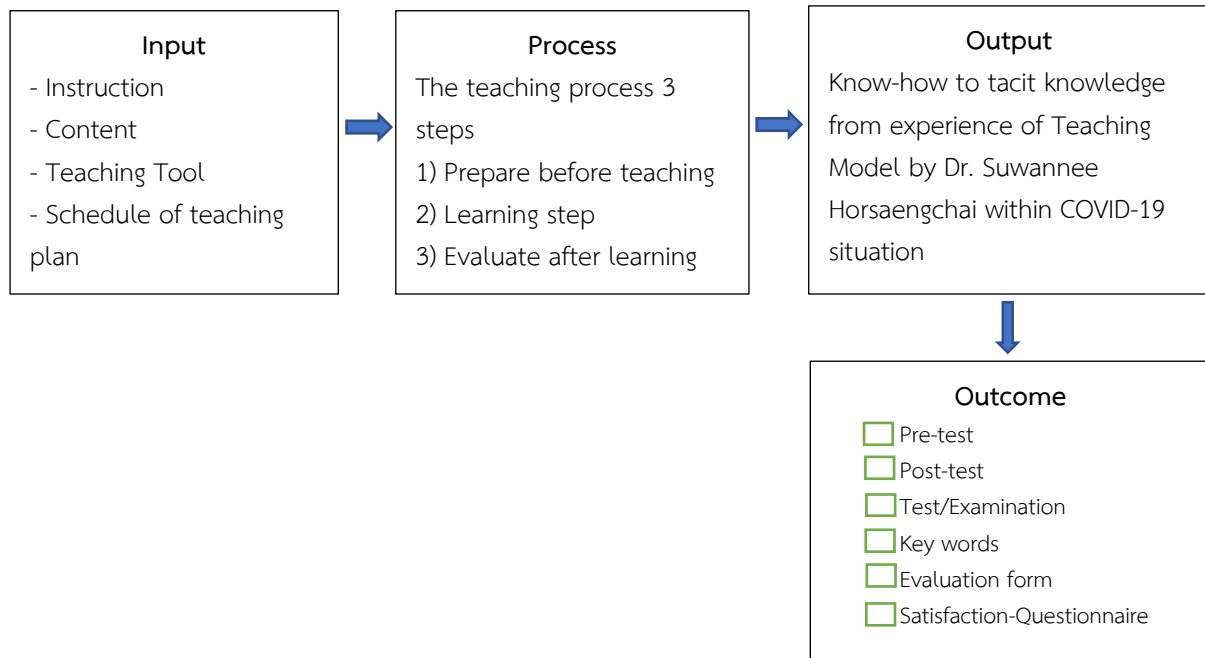 Input
- Instruction
- Content
- Teaching Tool
- Schedule of teaching
plan
Process
The teaching process 3
steps
1) Prepare before teaching
2) Learning step
3) Evaluate after learning
Output
Know-how to tacit knowledge
from experience of Teaching
Model by Dr. Suwannee
Horsaengchai within COVID-19
situation
Outcome
Pre-test
Post-test
Test/Examination
Key words
Evaluation form
Satisfaction-Questionnaire